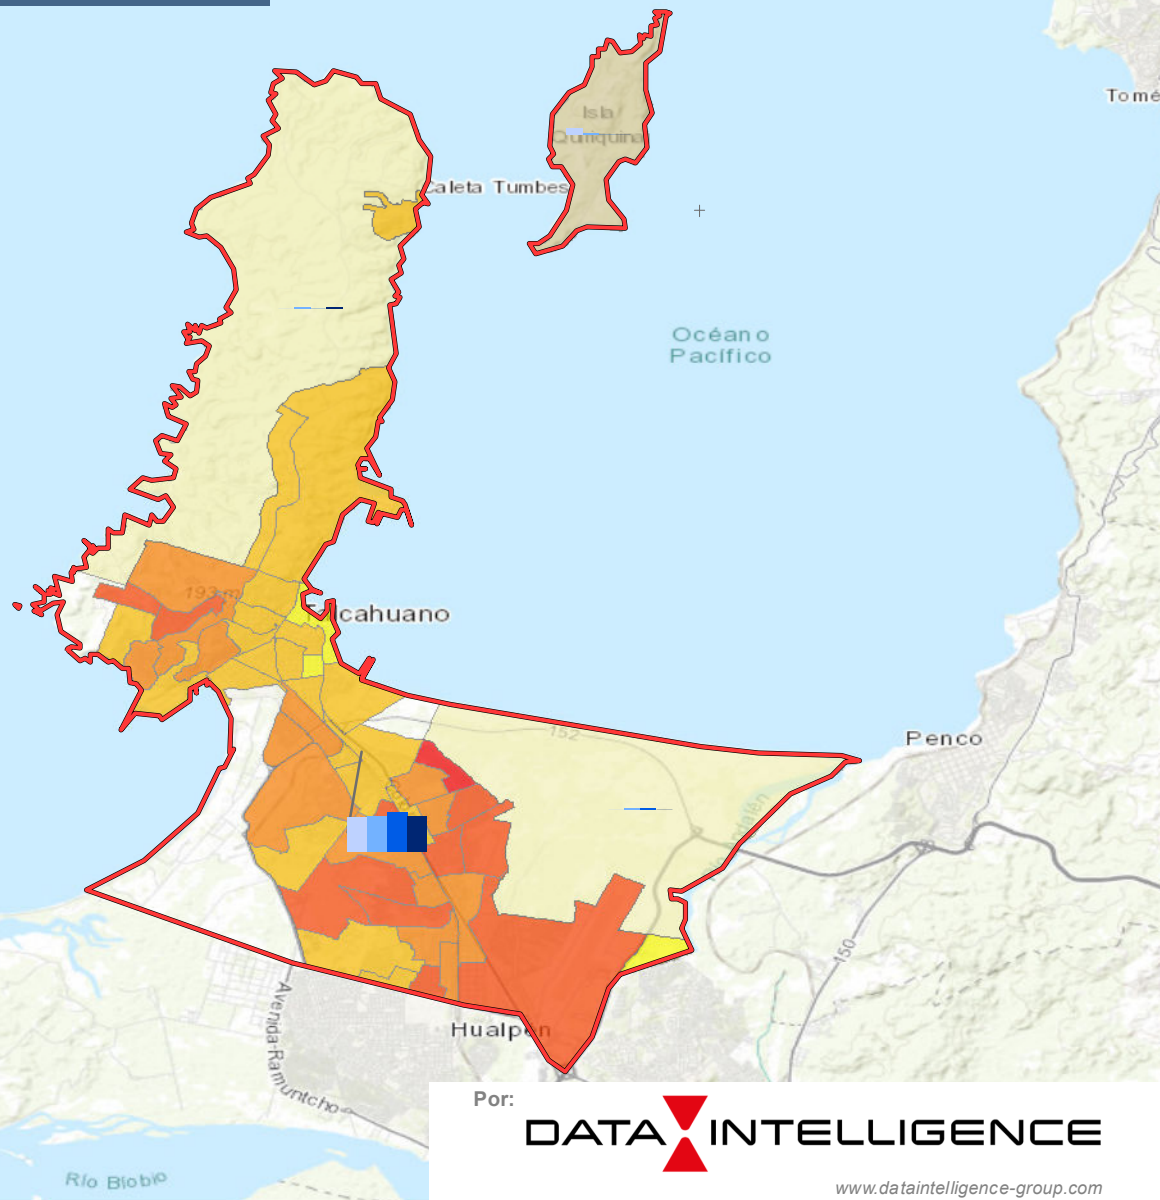 Tomé
Isla
Quiriquina
Caleta Tumbes
Océano
Pacífico
193 m
Talcahuano
152
Penco
150
Hualpén
Avenida-Ramuntcho
Río Biobío
Por:
DATA INTELLIGENCE
www.dataintelligence-group.com